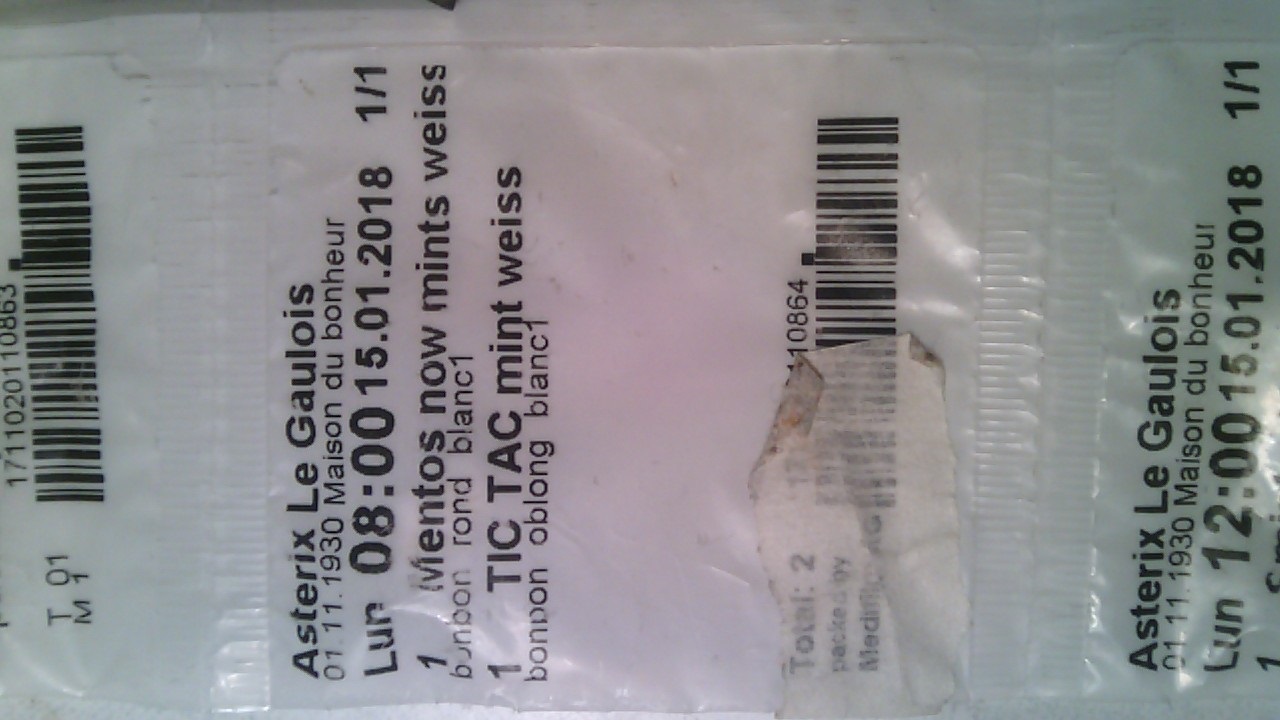 1711020110863
T 01
M 1
Asterix Le Gaulois
01 11.1930 Maison du bonheur
Lun 08:00 15.01.2018 1/1
1 Mentos now mints weiss
bonbon rond blanc1
1 TIC TAC mint weiss
bonbon oblong blanc1
Total: 2
110864
packed by
AG
Asterix Le Gaulois
01.11.1930 Maison du bonheur
Lun 12:00 15.01.2018 1/1
1